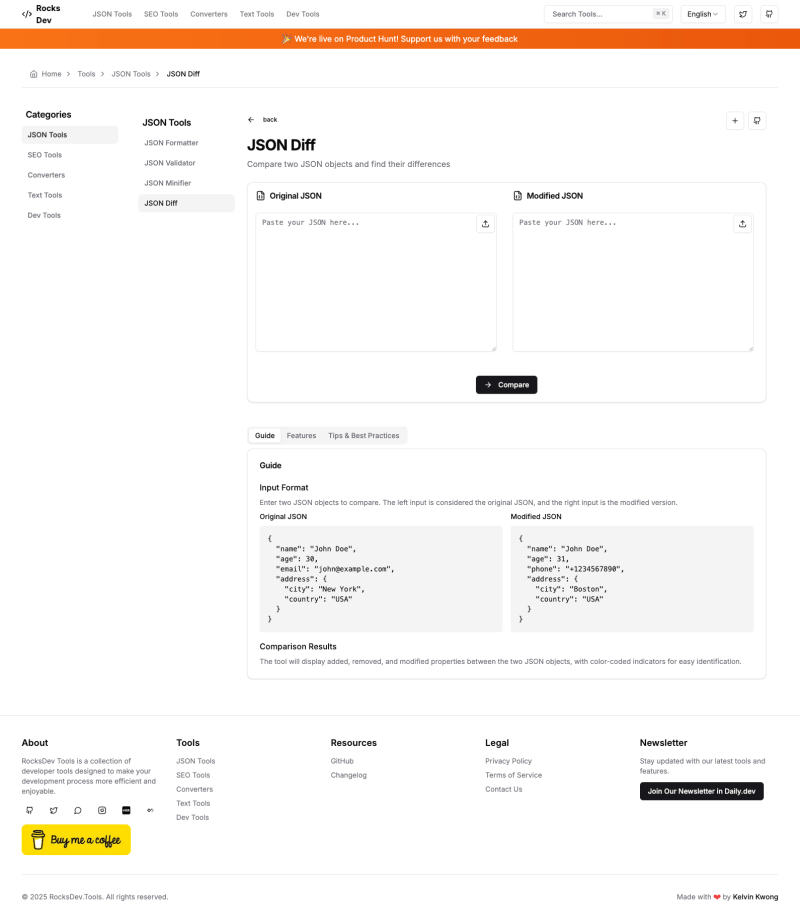 Rocks
Dev
JSON Tools SEO Tools Converters Text Tools Dev Tools
Search Tools... ⌘ K
English
🎉 We're live on Product Hunt! Support us with your feedback
Home > Tools > JSON Tools > JSON Diff
Categories
JSON Tools
SEO Tools
Converters
Text Tools
Dev Tools
JSON Tools
JSON Formatter
JSON Validator
JSON Minifier
JSON Diff
back
JSON Diff
Compare two JSON objects and find their differences
Original JSON
Paste your JSON here...
Modified JSON
Paste your JSON here...
Compare
Guide Features Tips & Best Practices
Guide
Input Format
Enter two JSON objects to compare. The left input is considered the original JSON, and the right input is the modified version.
Original JSON
{
"name": "John Doe",
"age": 30,
"email": "john@example.com",
"address": {
"city": "New York",
"country": "USA"
}
}
Modified JSON
{
"name": "John Doe",
"age": 31,
"phone": "+1234567890",
"address": {
"city": "Boston",
"country": "USA"
}
}
Comparison Results
The tool will display added, removed, and modified properties between the two JSON objects, with color-coded indicators for easy identification.
About
RocksDev Tools is a collection of
developer tools designed to make your
development process more efficient and
enjoyable.
Buy me a coffee
Tools
JSON Tools
SEO Tools
Converters
Text Tools
Dev Tools
Resources
GitHub
Changelog
Legal
Privacy Policy
Terms of Service
Contact Us
Newsletter
Stay updated with our latest tools and
features.
Join Our Newsletter in Daily.dev
© 2025 RocksDev.Tools. All rights reserved.
Made with ❤️ by Kelvin Kwong